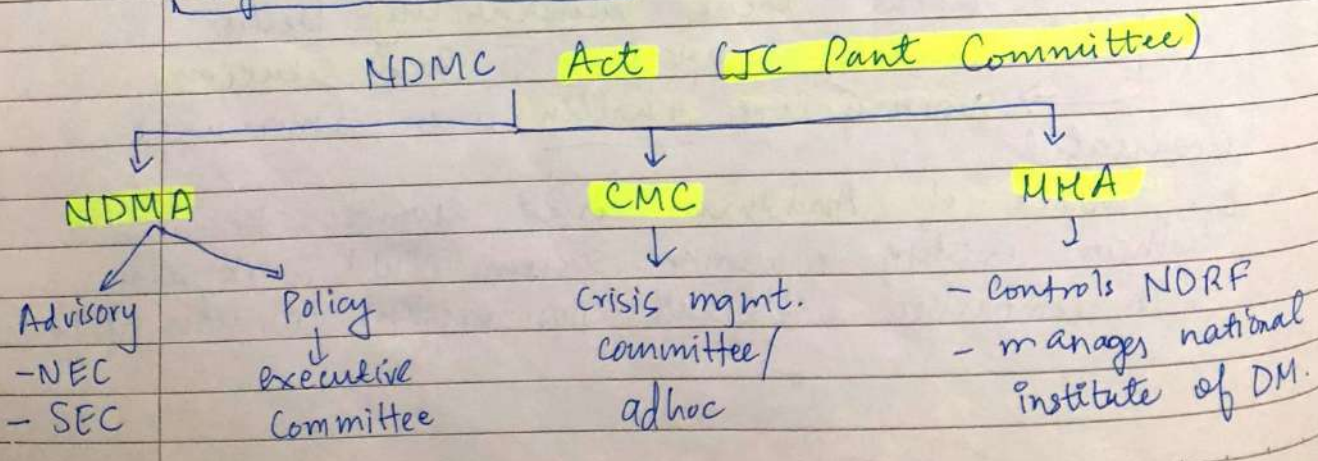 NDMC Act (JC Pant Committee)
NDMA CMC MHA
Advisory Policy Crisis mgmt. - Controls NDRF
-NEC executive committee/ - manages national
- SEC Committee adhoc institute of DM.